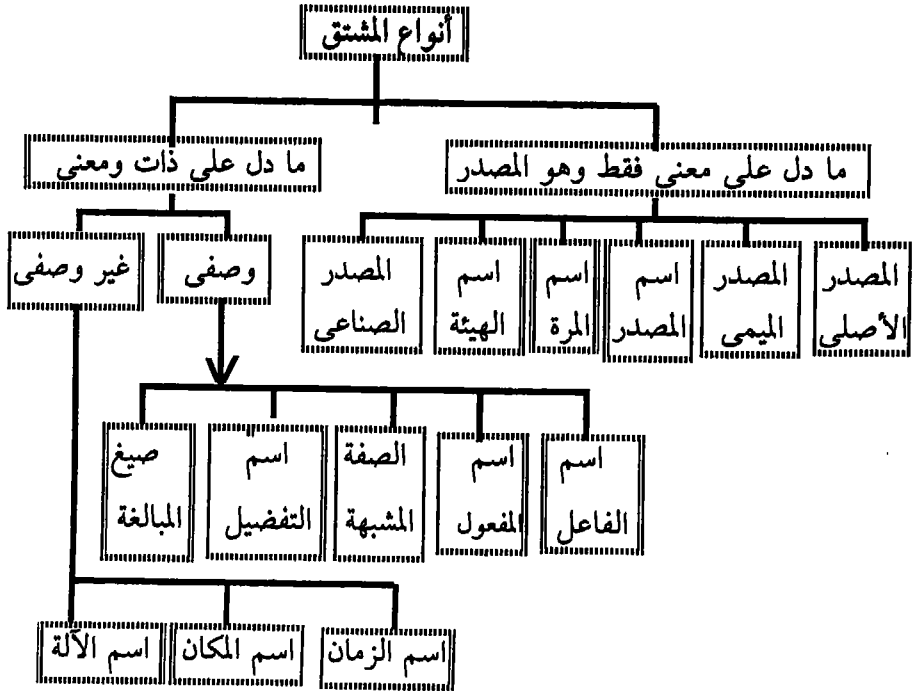 أنواع المشتق
ما دل على معنى فقط وهو المصدر
ما دل على ذات ومعنى
المصدر
الأصلى
المصدر
الميمى
اسم
المصدر
اسم
المرة
اسم
الهيئة
المصدر
الصناعى
وصفى
غير وصفى
اسم
الفاعل
اسم
المفعول
الصفة
المشبهة
اسم
التفضيل
صيغ
المبالغة
اسم الزمان
اسم المكان
اسم الآلة